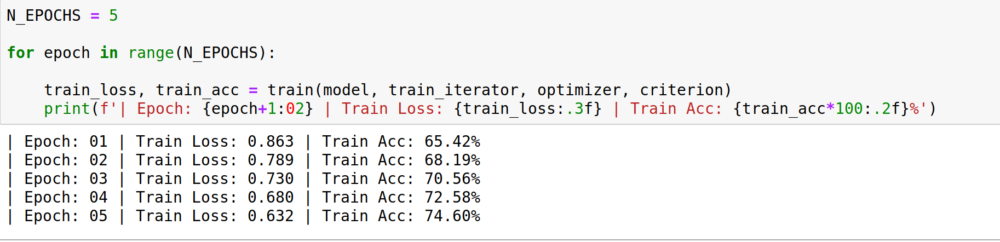 N_EPOCHS = 5
for epoch in range(N_EPOCHS):
train_loss, train_acc = train(model, train_iterator, optimizer, criterion)
print(f'| Epoch: {epoch+1:02} | Train Loss: {train_loss:.3f} | Train Acc: {train_acc*100:.2f}%')
| Epoch: 01 | Train Loss: 0.863 | Train Acc: 65.42%
| Epoch: 02 | Train Loss: 0.789 | Train Acc: 68.19%
| Epoch: 03 | Train Loss: 0.730 | Train Acc: 70.56%
| Epoch: 04 | Train Loss: 0.680 | Train Acc: 72.58%
| Epoch: 05 | Train Loss: 0.632 | Train Acc: 74.60%